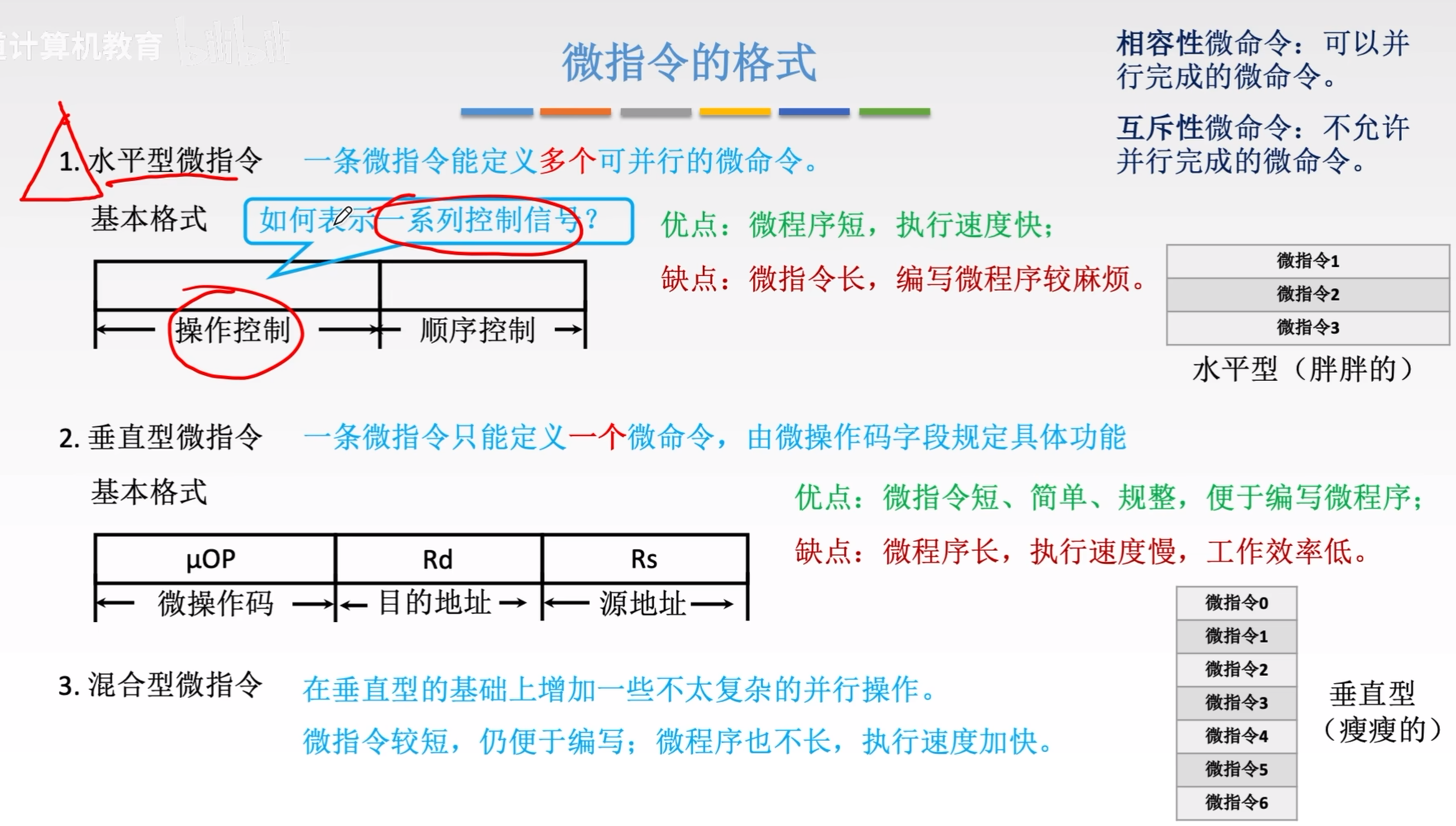 道计算机教育 bilibili
微指令的格式
相容性微命令：可以并
行完成的微命令。
互斥性微命令：不允许
并行完成的微命令。
1. 水平型微指令 一条微指令能定义多个可并行的微命令。
基本格式 如何表示一系列控制信号？
优点：微程序短，执行速度快；
缺点：微指令长，编写微程序较麻烦。
操作控制 顺序控制
微指令1
微指令2
微指令3
水平型（胖胖的）
2. 垂直型微指令 一条微指令只能定义一个微命令，由微操作码字段规定具体功能
基本格式
优点：微指令短、简单、规整，便于编写微程序；
缺点：微程序长，执行速度慢，工作效率低。
μOP Rd Rs
微操作码 目的地址 源地址
微指令0
微指令1
微指令2
微指令3
微指令4
微指令5
微指令6
垂直型
（瘦瘦的）
3. 混合型微指令 在垂直型的基础上增加一些不太复杂的并行操作。
微指令较短，仍便于编写；微程序也不长，执行速度加快。